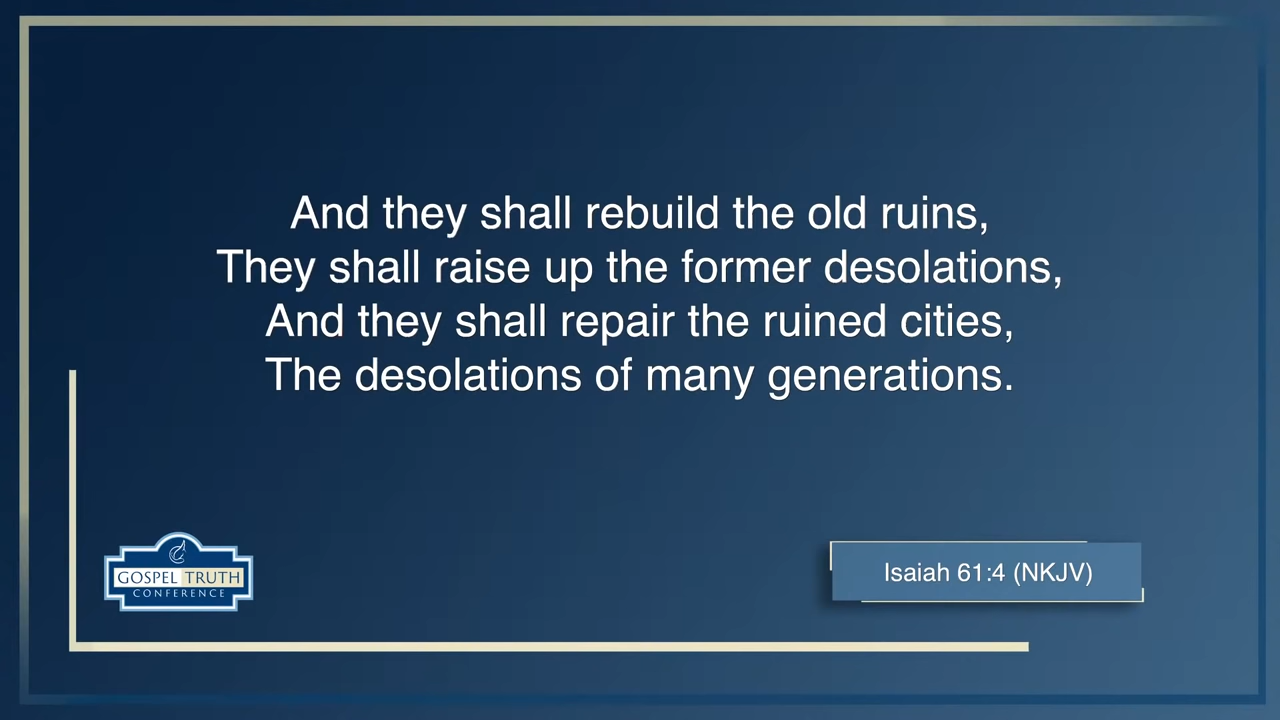 And they shall rebuild the old ruins,
They shall raise up the former desolations,
And they shall repair the ruined cities,
The desolations of many generations.
GOSPEL TRUTH
CONFERENCE
Isaiah 61:4 (NKJV)